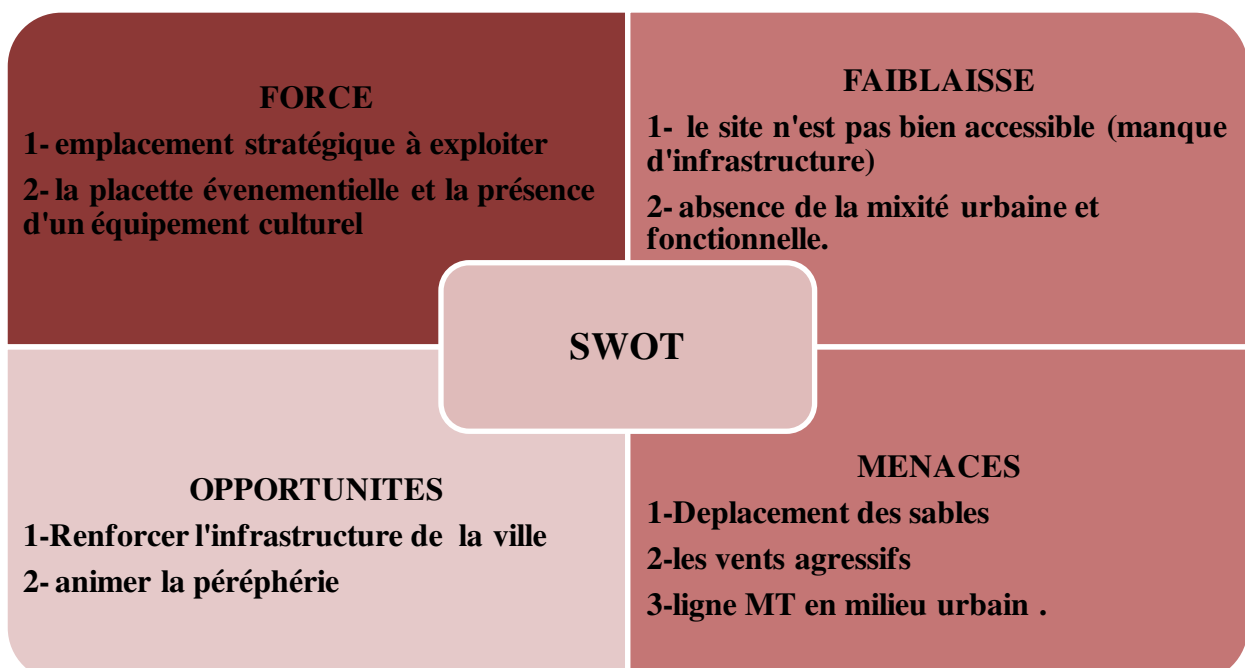 FORCE
1- emplacement stratégique à exploiter
2- la placette évenementielle et la présence
d'un équipement culturel
FAIBLAISSE
1- le site n'est pas bien accessible (manque
d'infrastructure)
2- absence de la mixité urbaine et
fonctionnelle.
SWOT
OPPORTUNITES
1-Renforcer l'infrastructure de la ville
2- animer la péréphérie
MENACES
1-Deplacement des sables
2-les vents agressifs
3-ligne MT en milieu urbain .